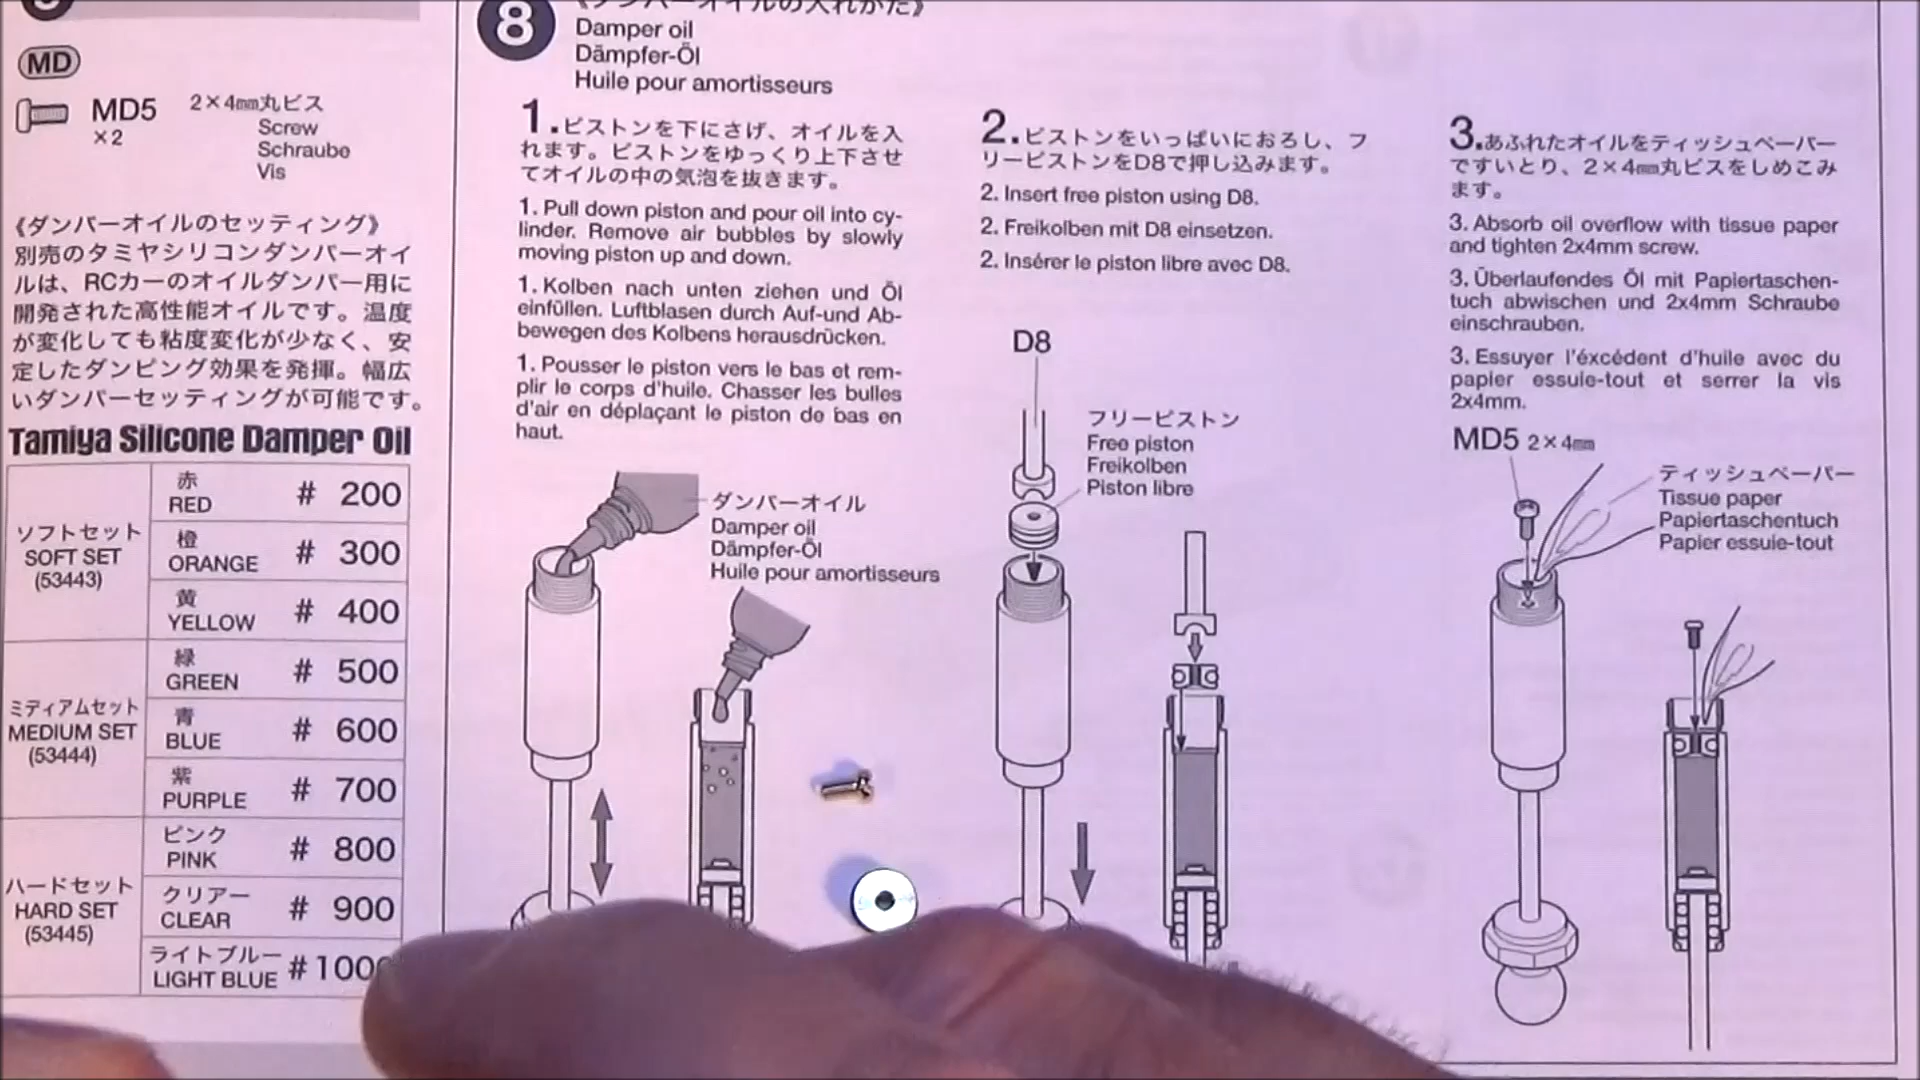 MD
MD5
×2
2×4㎜丸ビス
Screw
Schraube
Vis
《ダンパーオイルのセッティング》
別売のタミヤシリコンダンパーオイ
ルは、RCカーのオイルダンパー用に
開発された高性能オイルです。温度
が変化しても粘度変化が少なく、安
定したダンピング効果を発揮。幅広
いダンパーセッティングが可能です。
Tamiya Silicone Damper Oil
ソフトセット
SOFT SET
(53443)
赤
RED # 200
橙
ORANGE # 300
黄
YELLOW # 400
ミディアムセット
MEDIUM SET
(53444)
緑
GREEN # 500
青
BLUE # 600
紫
PURPLE # 700
ハードセット
HARD SET
(53445)
ピンク
PINK # 800
クリアー
CLEAR # 900
ライトブルー
LIGHT BLUE #1000
8
《ダンパーオイルの入れかた》
Damper oil
Dämpfer-Öl
Huile pour amortisseurs
1.ピストンを下にさげ、オイルを入
れます。ピストンをゆっくり上下させ
てオイルの中の気泡を抜きます。
1. Pull down piston and pour oil into cy-
linder. Remove air bubbles by slowly
moving piston up and down.
1. Kolben nach unten ziehen und Öl
einfüllen. Luftblasen durch Auf-und Ab-
bewegen des Kolbens herausdrücken.
1. Pousser le piston vers le bas et rem-
plir le corps d'huile. Chasser les bulles
d'air en déplaçant le piston de bas en
haut.
ダンパーオイル
Damper oil
Dämpfer-Öl
Huile pour amortisseurs
2.ピストンをいっぱいにおろし、フ
リーピストンをD8で押し込みます。
2. Insert free piston using D8.
2. Freikolben mit D8 einsetzen.
2. Insérer le piston libre avec D8.
D8
フリーピストン
Free piston
Freikolben
Piston libre
3.あふれたオイルをティッシュペーパー
ですいとり、2×4㎜丸ビスをしめこみ
ます。
3. Absorb oil overflow with tissue paper
and tighten 2x4mm screw.
3. Überlaufendes Öl mit Papiertaschen-
tuch abwischen und 2x4mm Schraube
einschrauben.
3. Essuyer l'éxcédent d'huile avec du
papier essuie-tout et serrer la vis
2x4mm.
MD5 2×4㎜
ティッシュペーパー
Tissue paper
Papiertaschentuch
Papier essuie-tout